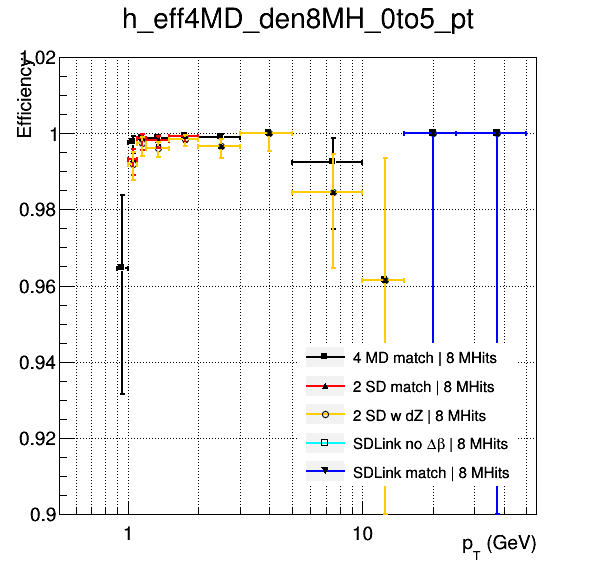 h_eff4MD_den8MH_0to5_pt
Efficiency
1.02
1
0.98
0.96
0.94
0.92
0.9
4 MD match | 8 MHits
2 SD match | 8 MHits
2 SD w dZ | 8 MHits
SDLink no Δβ | 8 MHits
SDLink match | 8 MHits
1
10
p_T (GeV)